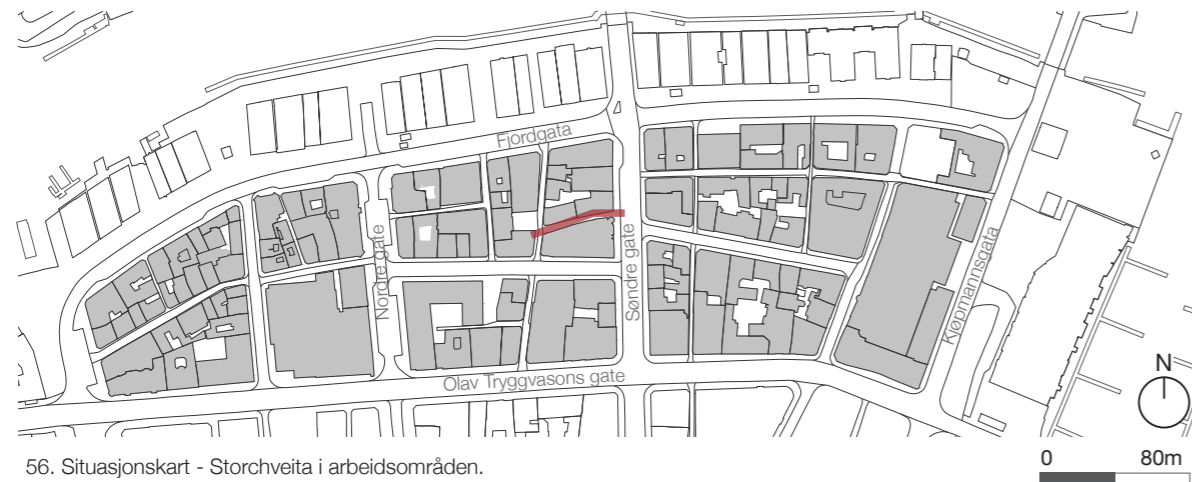 Fjordgata
Nordre gate
Søndre gate
Kjøpmannsgata
Olav Tryggvasons gate
N
0 80m
56. Situasjonskart - Storchveita i arbeidsområden.